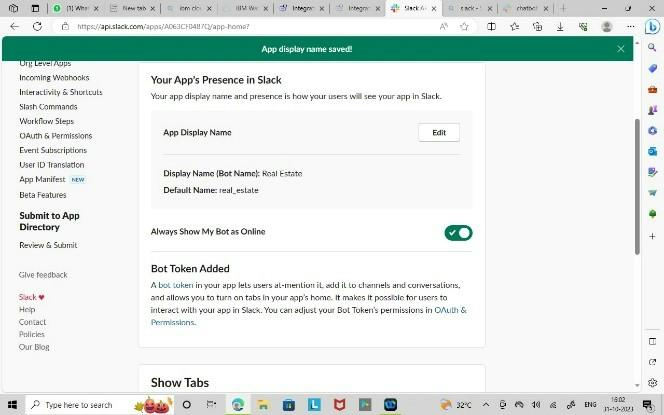 (1) What
New tab
ibm clo
IBM Wa
Integrat
Integrat
Slack A
slack -
chatbot
https://api.slack.com/apps/A063CF04B7Q/app-home?
App display name saved!
Org Level Apps
Incoming Webhooks
Interactivity & Shortcuts
Slash Commands
Workflow Steps
OAuth & Permissions
Event Subscriptions
User ID Translation
App Manifest NEW
Beta Features
Submit to App
Directory
Review & Submit
Give feedback
Slack ♥
Help
Contact
Policies
Our Blog
Your App's Presence in Slack
Your app display name and presence is how your users will see your app in Slack.
App Display Name
Edit
Display Name (Bot Name): Real Estate
Default Name: real_estate
Always Show My Bot as Online
Bot Token Added
A bot token in your app lets users at-mention it, add it to channels and conversations,
and allows you to turn on tabs in your app's home. It makes it possible for users to
interact with your app in Slack. You can adjust your Bot Token's permissions in OAuth &
Permissions.
Show Tabs
Type here to search
32°C
ENG
16:02
31-10-2023